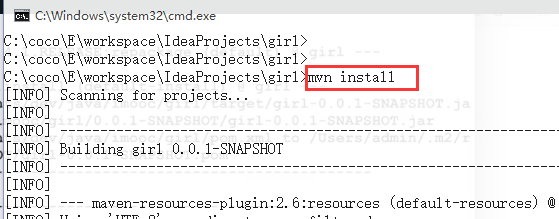 C:\Windows\system32\cmd.exe
C:\coco\E\workspace\IdeaProjects\girl>
C:\coco\E\workspace\IdeaProjects\girl>
C:\coco\E\workspace\IdeaProjects\girl>mvn install
[INFO] Scanning for projects...
[INFO]
[INFO] ------------------------------------------------------------------------
[INFO] Building girl 0.0.1-SNAPSHOT
[INFO] ------------------------------------------------------------------------
[INFO]
[INFO] --- maven-resources-plugin:2.6:resources (default-resources) @